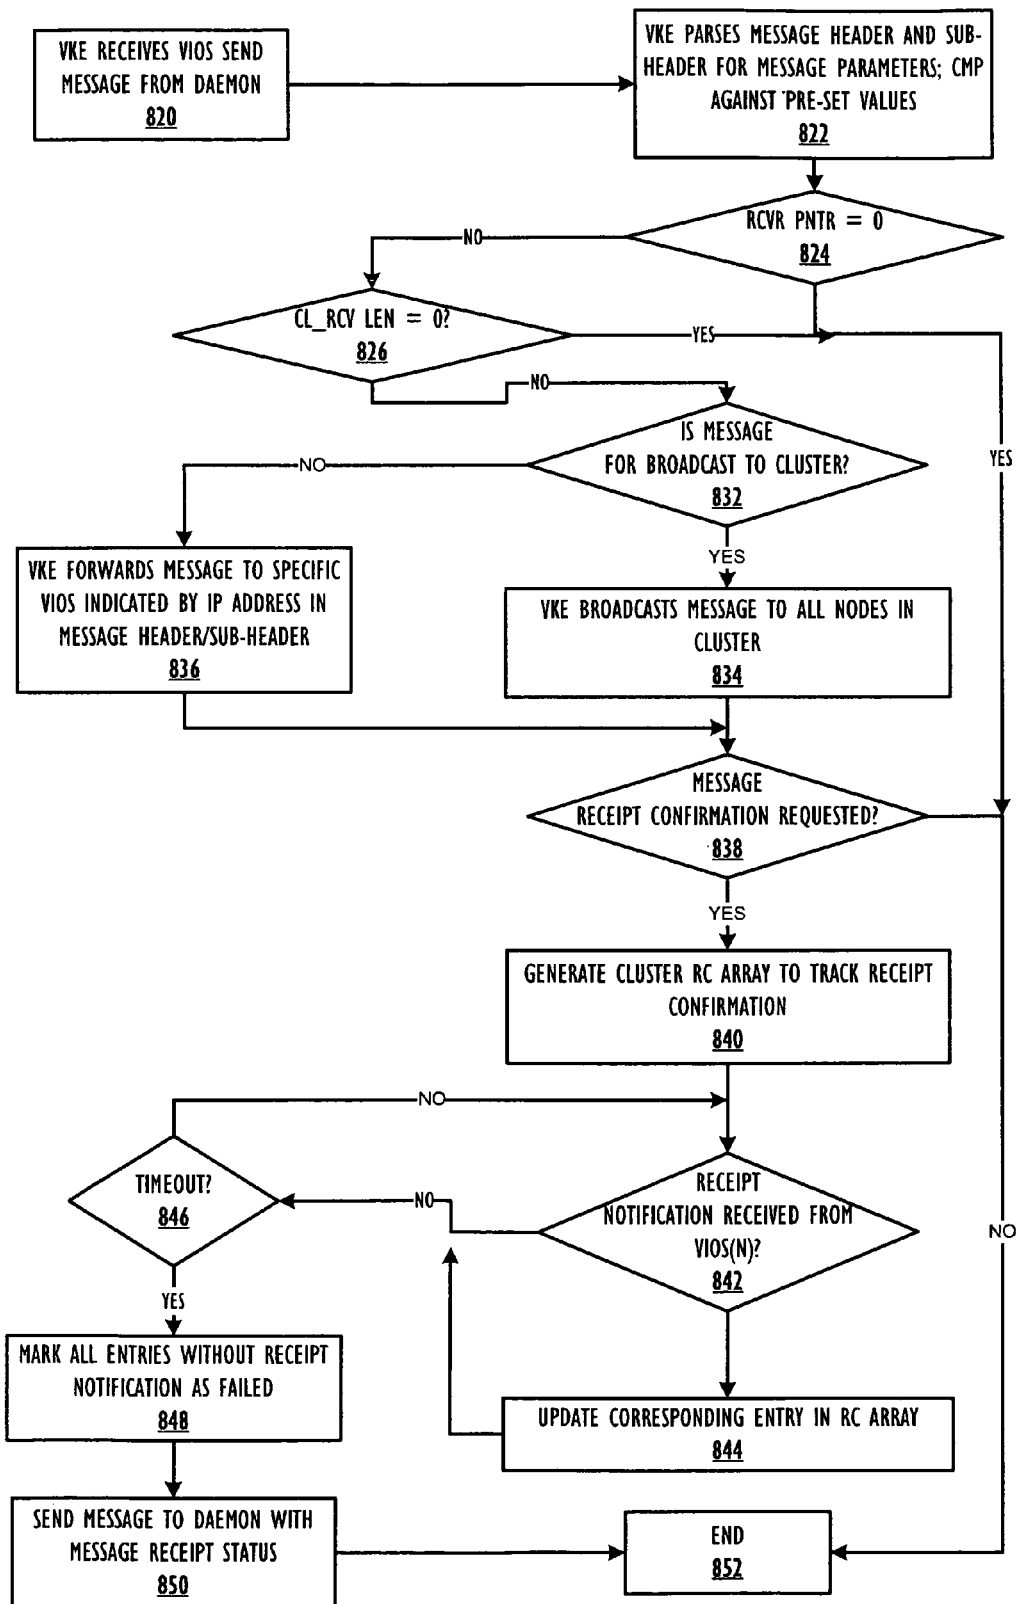 VKE RECEIVES VIOS SEND
MESSAGE FROM DAEMON
820
VKE PARSES MESSAGE HEADER AND SUB-
HEADER FOR MESSAGE PARAMETERS; CMP
AGAINST PRE-SET VALUES
822
RCVR PNTR = 0
824
NO
CL_RCV LEN = 0?
826
YES
NO
IS MESSAGE
FOR BROADCAST TO CLUSTER?
832
YES
NO
YES
VKE FORWARDS MESSAGE TO SPECIFIC
VIOS INDICATED BY IP ADDRESS IN
MESSAGE HEADER/SUB-HEADER
836
VKE BROADCASTS MESSAGE TO ALL NODES IN
CLUSTER
834
MESSAGE
RECEIPT CONFIRMATION REQUESTED?
838
YES
GENERATE CLUSTER RC ARRAY TO TRACK RECEIPT
CONFIRMATION
840
NO
TIMEOUT?
846
NO
RECEIPT
NOTIFICATION RECEIVED FROM
VIOS(N)?
842
NO
YES
MARK ALL ENTRIES WITHOUT RECEIPT
NOTIFICATION AS FAILED
848
UPDATE CORRESPONDING ENTRY IN RC ARRAY
844
SEND MESSAGE TO DAEMON WITH
MESSAGE RECEIPT STATUS
850
END
852